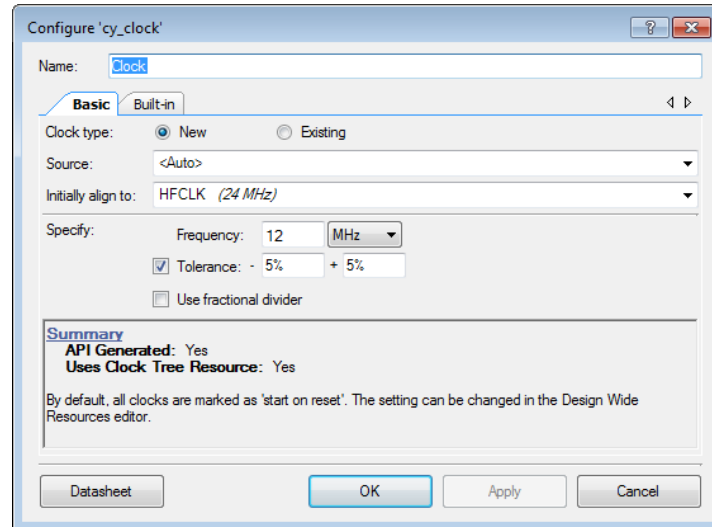 Configure 'cy_clock'
Name: Clock
Basic Built-in
Clock type: New Existing
Source: <Auto>
Initially align to: HFCLK (24 MHz)
Specify: Frequency: 12 MHz
Tolerance: - 5% + 5%
Use fractional divider
Summary
API Generated: Yes
Uses Clock Tree Resource: Yes
By default, all clocks are marked as 'start on reset'. The setting can be changed in the Design Wide
Resources editor.
Datasheet OK Apply Cancel